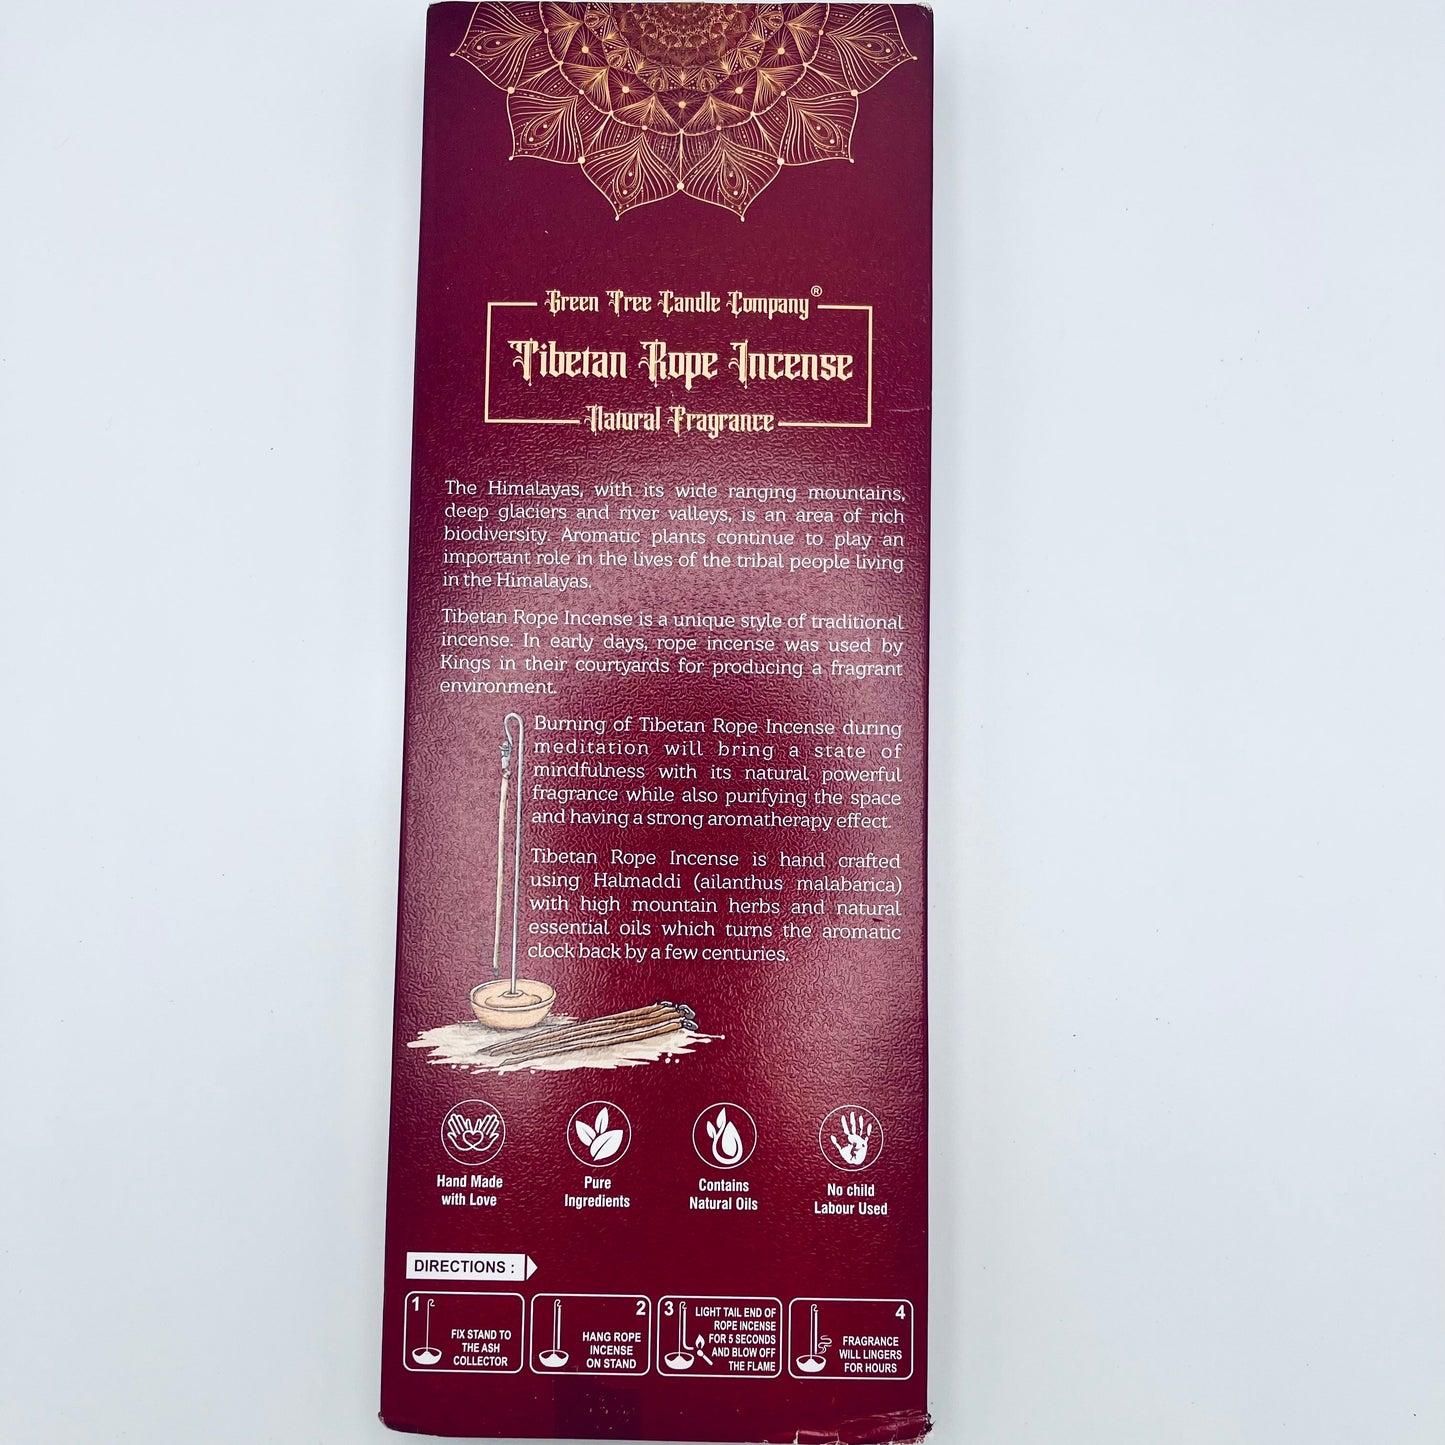 Green Tree Candle Company®
Tibetan Rope Incense
Natural Fragrance
The Himalayas, with its wide ranging mountains,
deep glaciers and river valleys, is an area of rich
biodiversity. Aromatic plants continue to play an
important role in the lives of the tribal people living
in the Himalayas.
Tibetan Rope Incense is a unique style of traditional
incense. In early days, rope incense was used by
Kings in their courtyards for producing a fragrant
environment.
Burning of Tibetan Rope Incense during
meditation will bring a state of
mindfulness with its natural powerful
fragrance while also purifying the space
and having a strong aromatherapy effect.
Tibetan Rope Incense is hand crafted
using Halmaddi (ailanthus malabarica)
with high mountain herbs and natural
essential oils which turns the aromatic
clock back by a few centuries.
Hand Made
with Love
Pure
Ingredients
Contains
Natural Oils
No child
Labour Used
DIRECTIONS :
1
FIX STAND TO
THE ASH
COLLECTOR
2
HANG ROPE
INCENSE
ON STAND
3
LIGHT TAIL END OF
ROPE INCENSE
FOR 5 SECONDS
AND BLOW OFF
THE FLAME
4
FRAGRANCE
WILL LINGERS
FOR HOURS